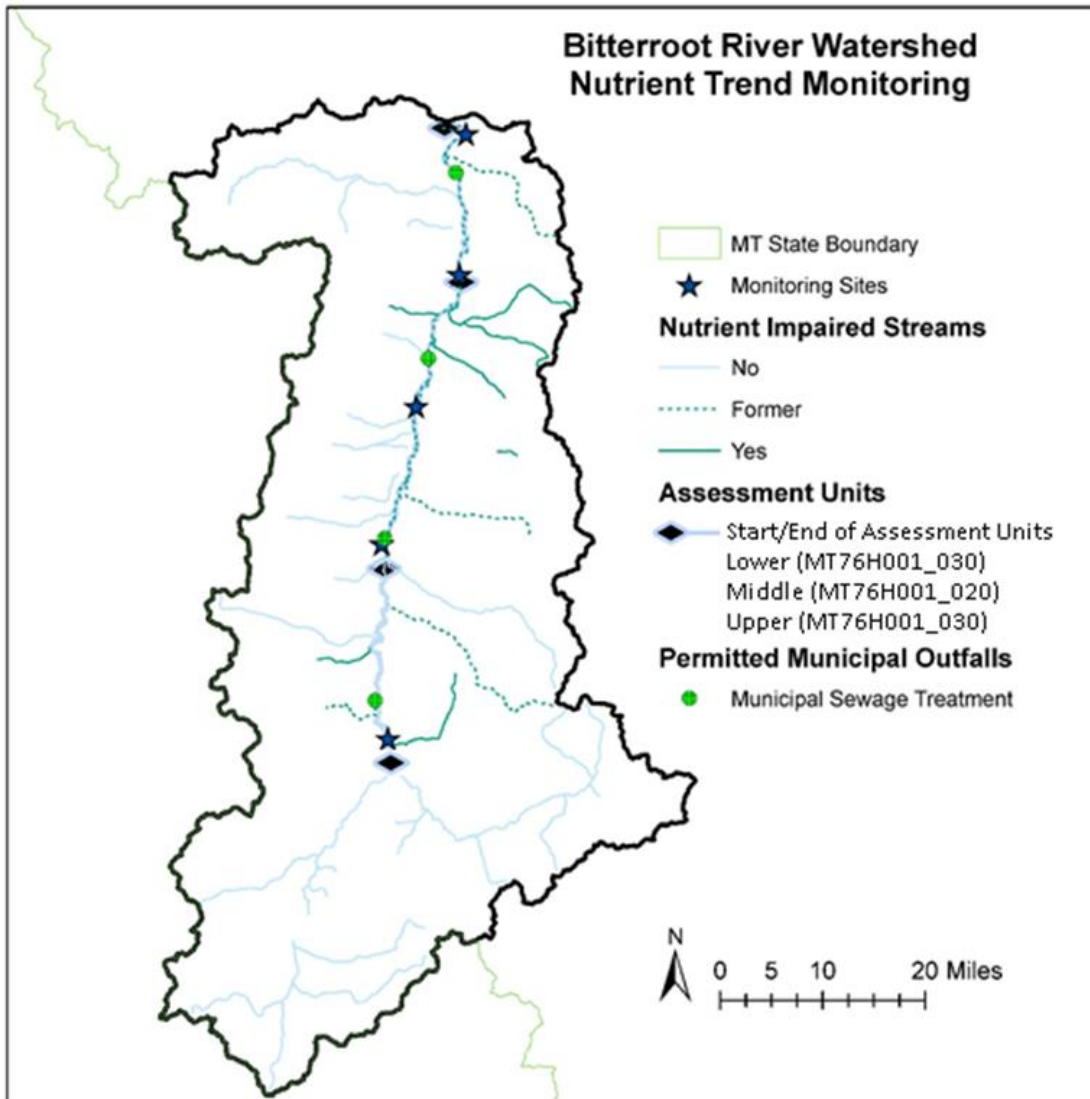 Bitterroot River Watershed
Nutrient Trend Monitoring
MT State Boundary
Monitoring Sites
Nutrient Impaired Streams
No
Former
Yes
Assessment Units
Start/End of Assessment Units
Lower (MT76H001_030)
Middle (MT76H001_020)
Upper (MT76H001_030)
Permitted Municipal Outfalls
Municipal Sewage Treatment
N
0 5 10 20 Miles